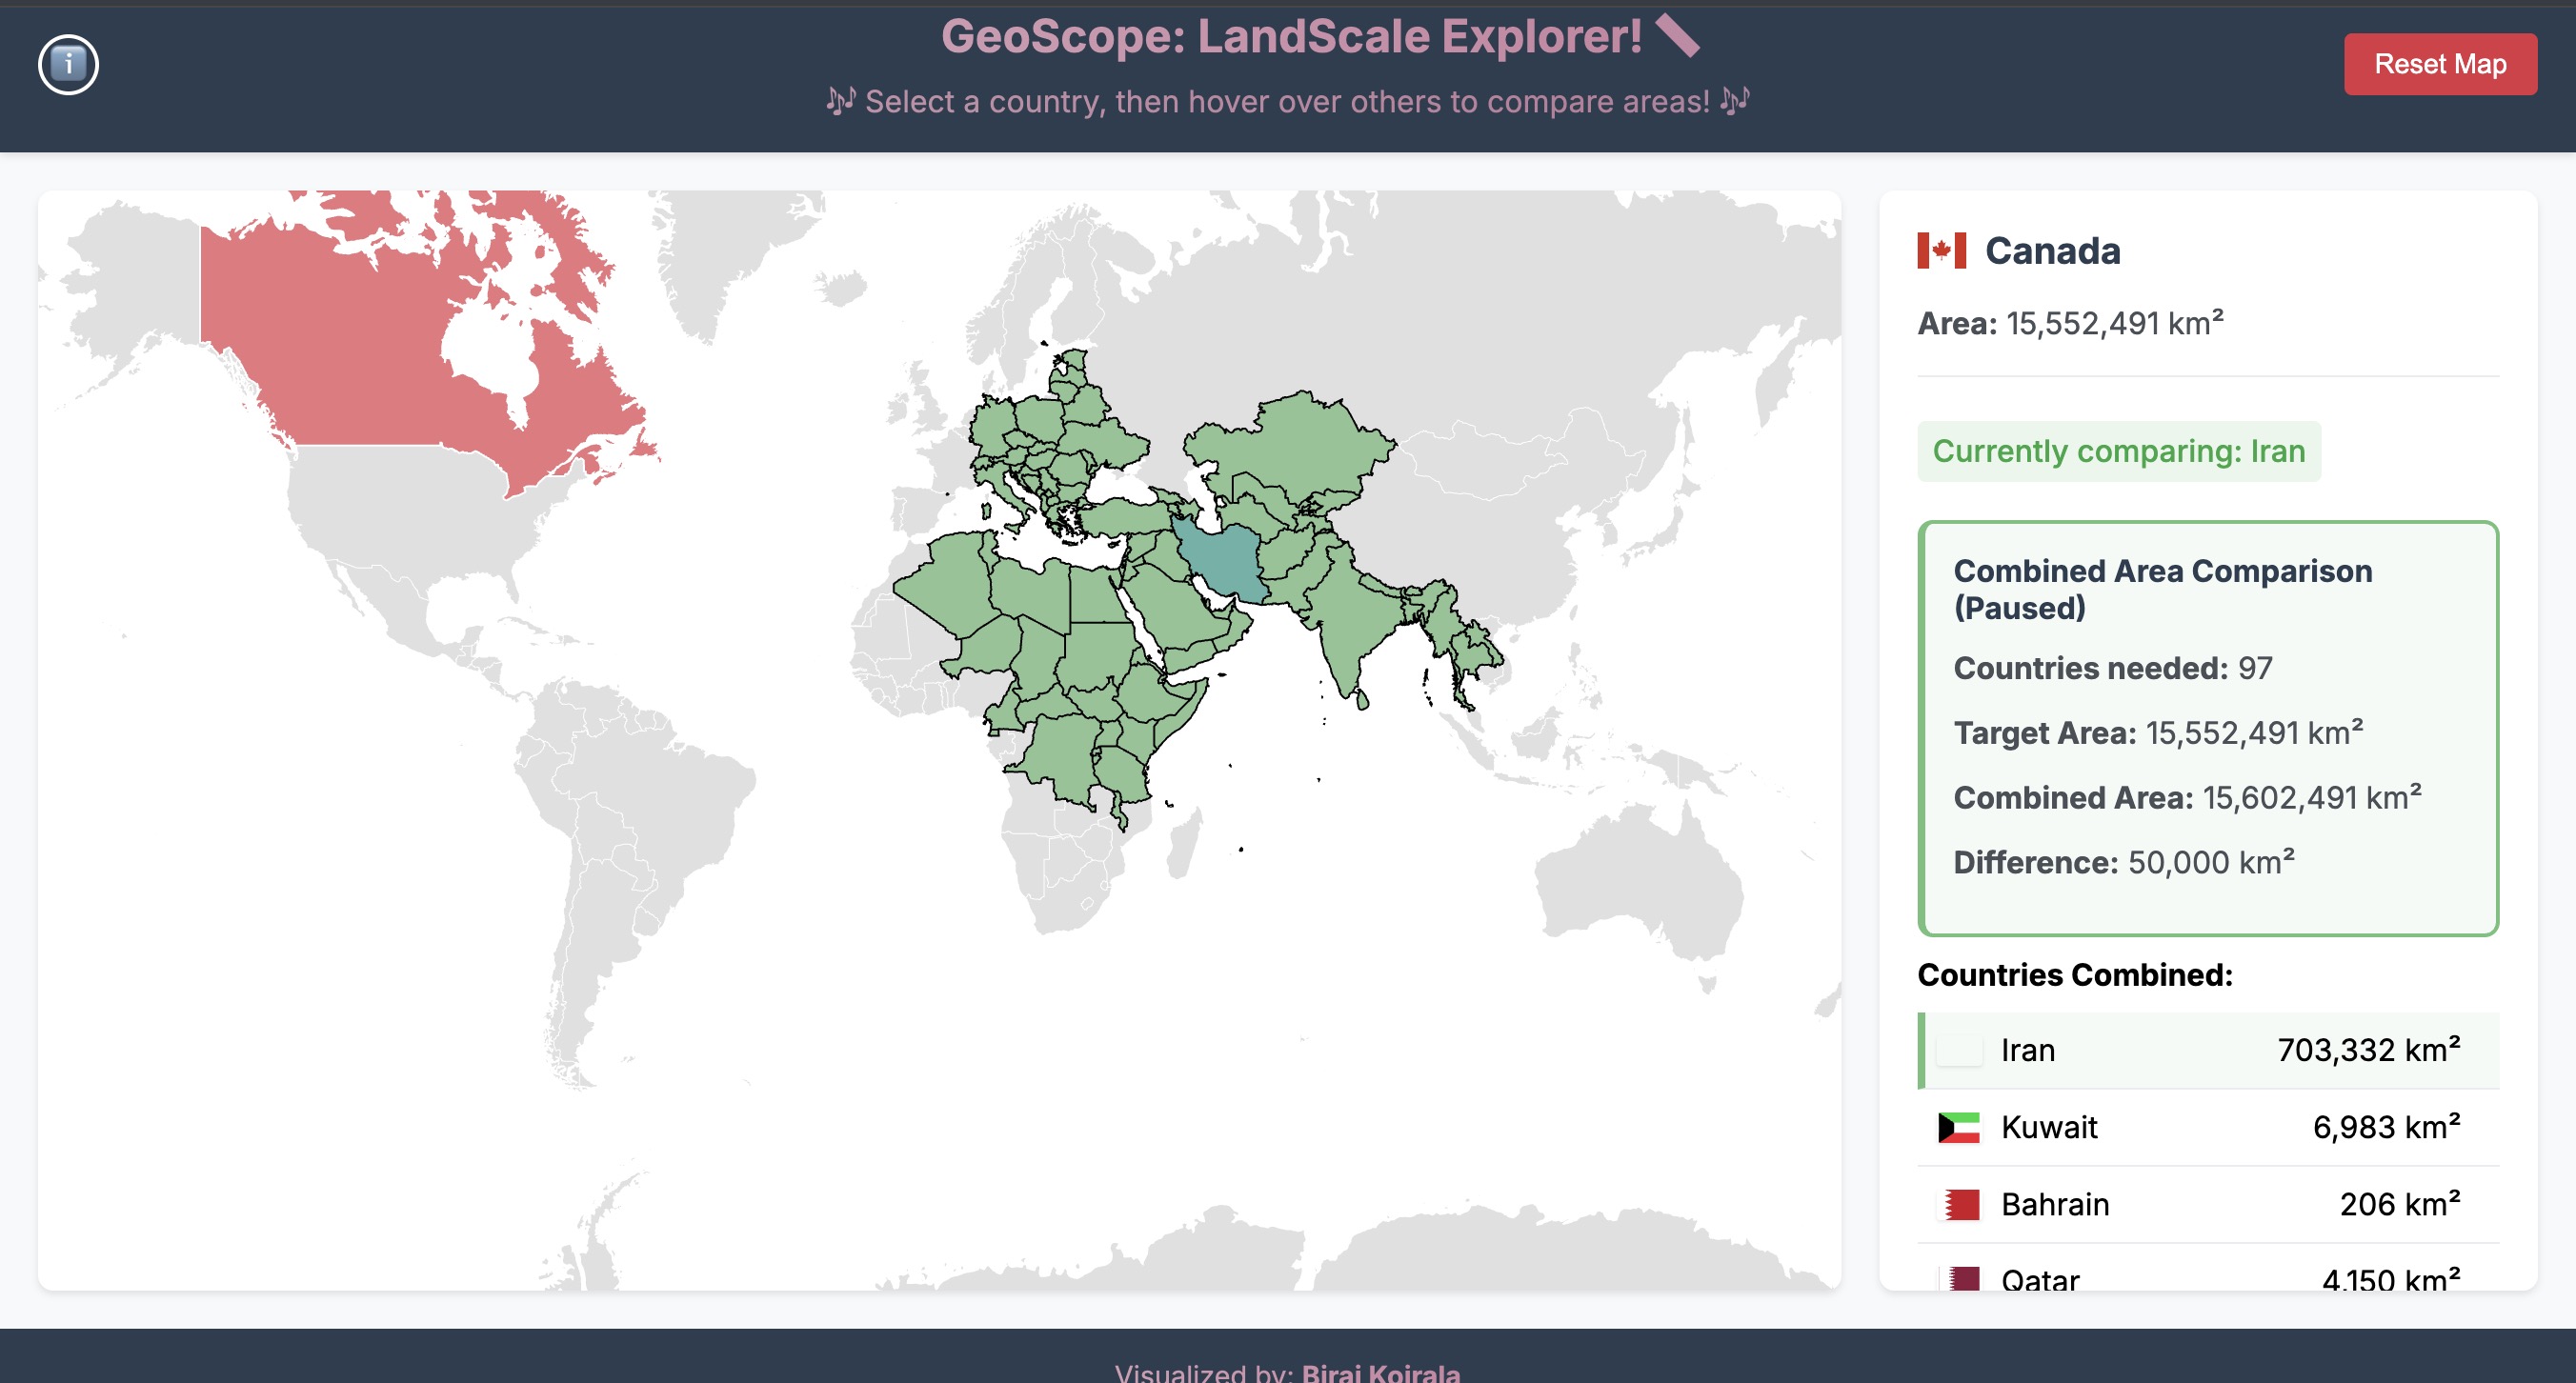 GeoScope: LandScale Explorer! 📏
🎶 Select a country, then hover over others to compare areas! 🎶
Reset Map
Canada
Area: 15,552,491 km²
Currently comparing: Iran
Combined Area Comparison
(Paused)
Countries needed: 97
Target Area: 15,552,491 km²
Combined Area: 15,602,491 km²
Difference: 50,000 km²
Countries Combined:
Iran 703,332 km²
Kuwait 6,983 km²
Bahrain 206 km²
Qatar 4,150 km²
Visualized by: Biraj Koirala